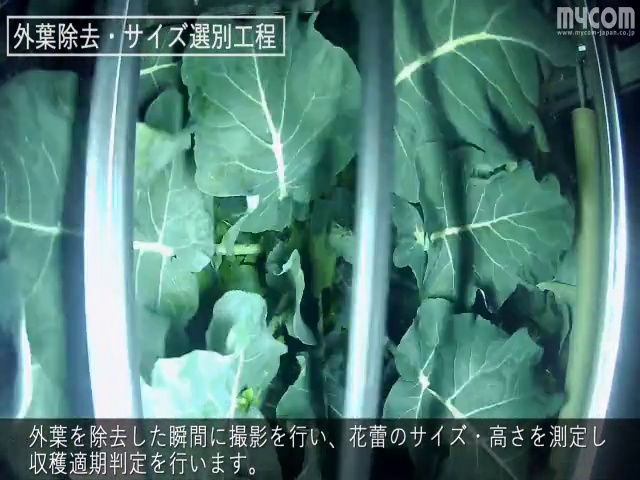 mycom
www.mycom-japan.co.jp
外葉除去・サイズ選別工程
外葉を除去した瞬間に撮影を行い、花蕾のサイズ・高さを測定し
収穫適期判定を行います。